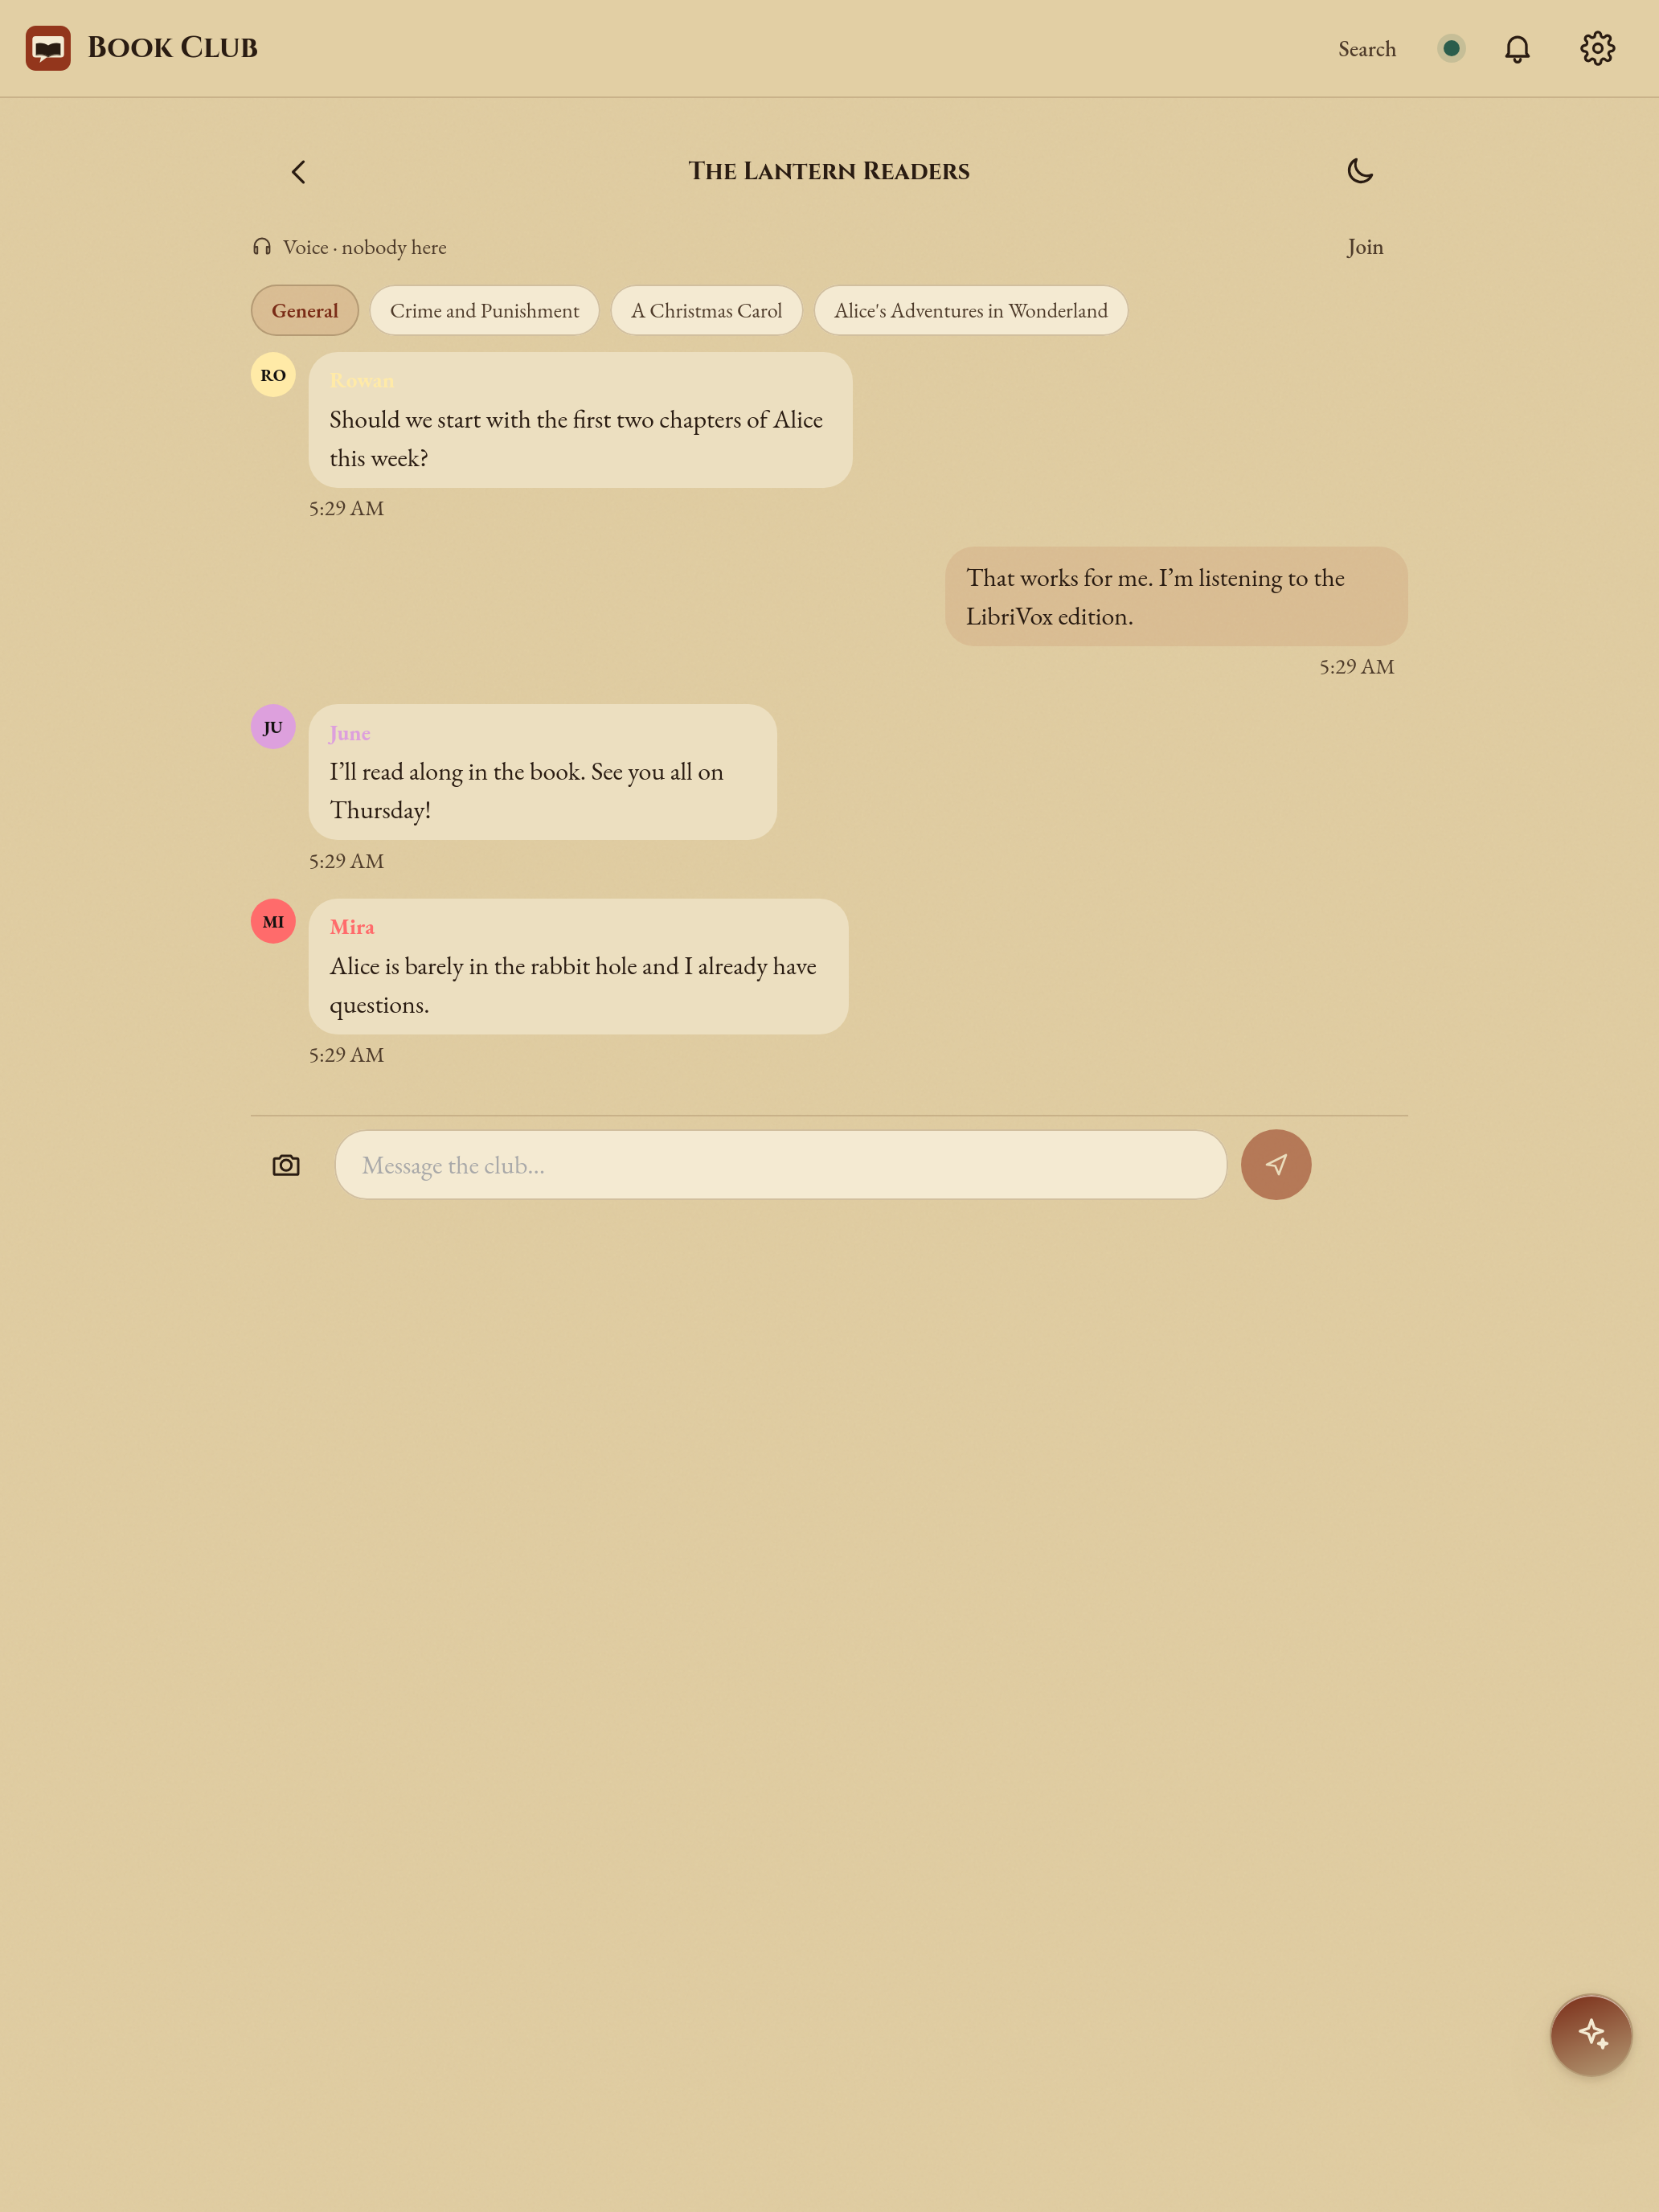 Book Club
Search
The Lantern Readers
Voice · nobody here
Join
General
Crime and Punishment
A Christmas Carol
Alice's Adventures in Wonderland
RO
Rowan
Should we start with the first two chapters of Alice
this week?
5:29 AM
That works for me. I’m listening to the
LibriVox edition.
5:29 AM
JU
June
I’ll read along in the book. See you all on
Thursday!
5:29 AM
MI
Mira
Alice is barely in the rabbit hole and I already have
questions.
5:29 AM
Message the club...